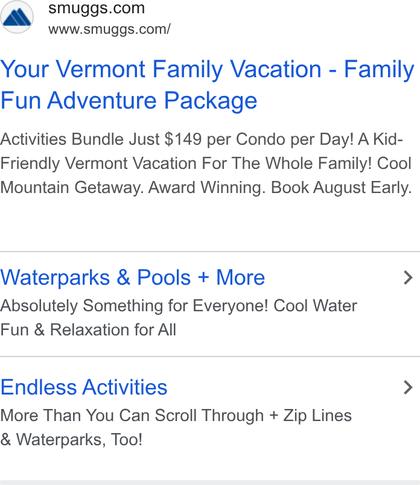 smuggs.com
www.smuggs.com/
Your Vermont Family Vacation - Family
Fun Adventure Package
Activities Bundle Just $149 per Condo per Day! A Kid-
Friendly Vermont Vacation For The Whole Family! Cool
Mountain Getaway. Award Winning. Book August Early.
Waterparks & Pools + More
Absolutely Something for Everyone! Cool Water
Fun & Relaxation for All
Endless Activities
More Than You Can Scroll Through + Zip Lines
& Waterparks, Too!